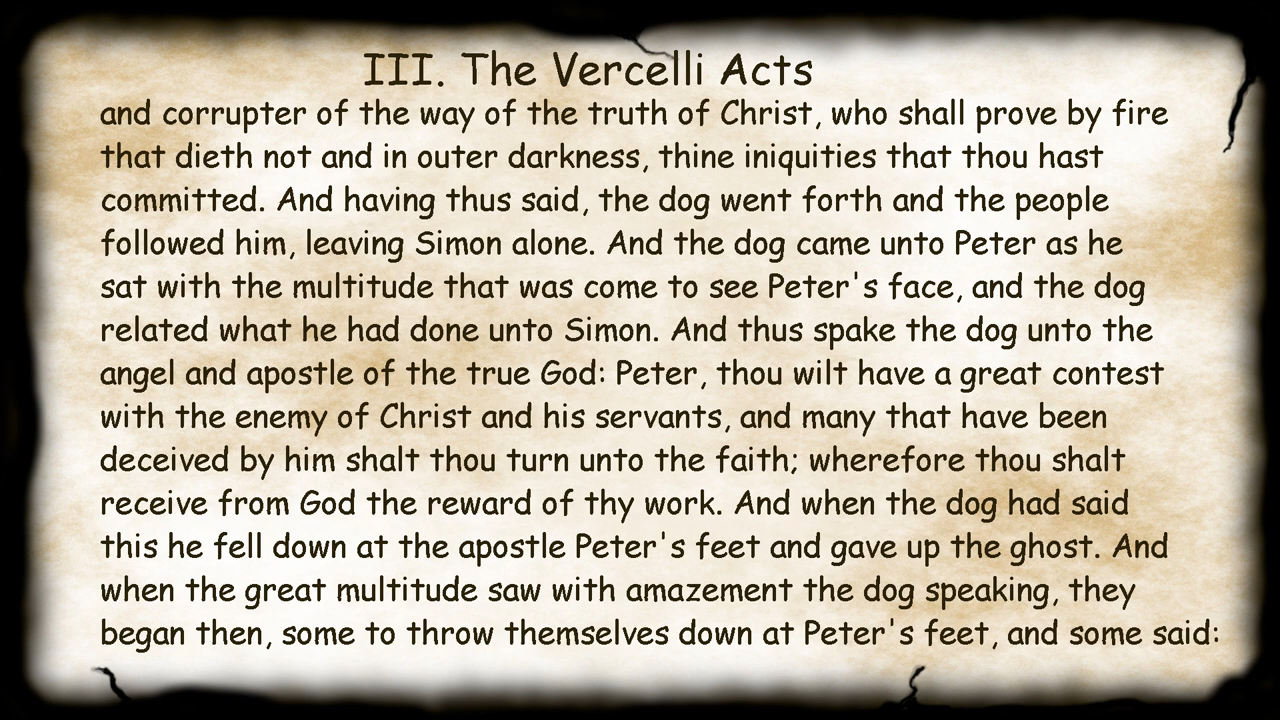 III. The Vercelli Acts
and corrupter of the way of the truth of Christ, who shall prove by fire
that dieth not and in outer darkness, thine iniquities that thou hast
committed. And having thus said, the dog went forth and the people
followed him, leaving Simon alone. And the dog came unto Peter as he
sat with the multitude that was come to see Peter's face, and the dog
related what he had done unto Simon. And thus spake the dog unto the
angel and apostle of the true God: Peter, thou wilt have a great contest
with the enemy of Christ and his servants, and many that have been
deceived by him shalt thou turn unto the faith; wherefore thou shalt
receive from God the reward of thy work. And when the dog had said
this he fell down at the apostle Peter's feet and gave up the ghost. And
when the great multitude saw with amazement the dog speaking, they
began then, some to throw themselves down at Peter's feet, and some said: